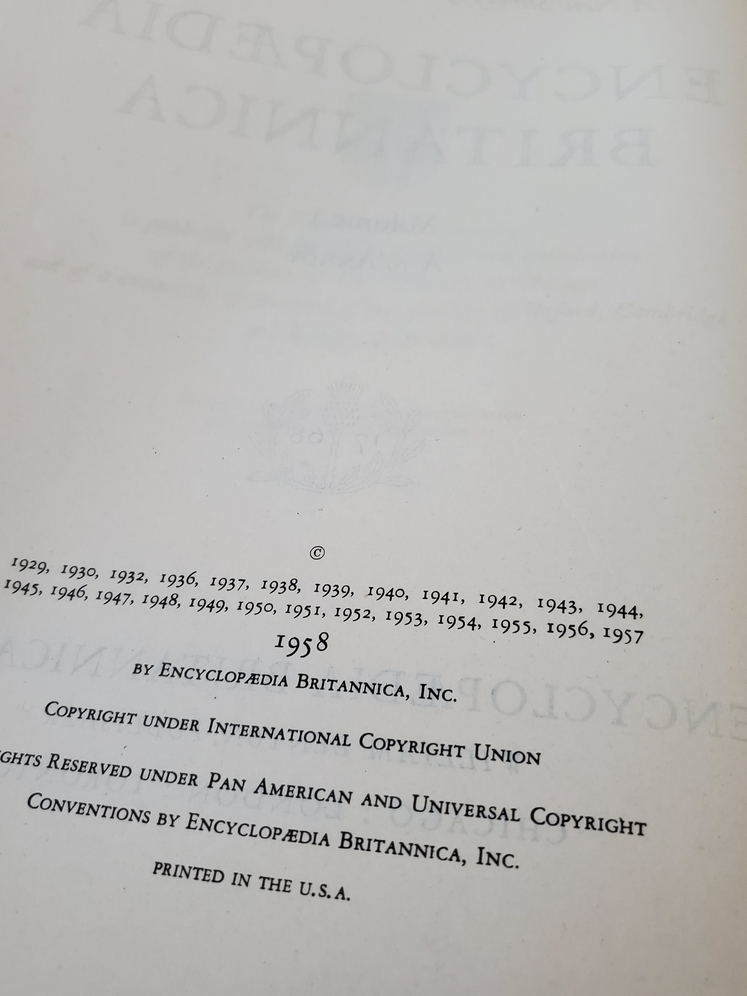 ©
1929, 1930, 1932, 1936, 1937, 1938, 1939, 1940, 1941, 1942, 1943, 1944,
1945, 1946, 1947, 1948, 1949, 1950, 1951, 1952, 1953, 1954, 1955, 1956, 1957
1958
BY ENCYCLOPÆDIA BRITANNICA, INC.
COPYRIGHT UNDER INTERNATIONAL COPYRIGHT UNION
GHTS RESERVED UNDER PAN AMERICAN AND UNIVERSAL COPYRIGHT
CONVENTIONS BY ENCYCLOPÆDIA BRITANNICA, INC.
PRINTED IN THE U.S.A.